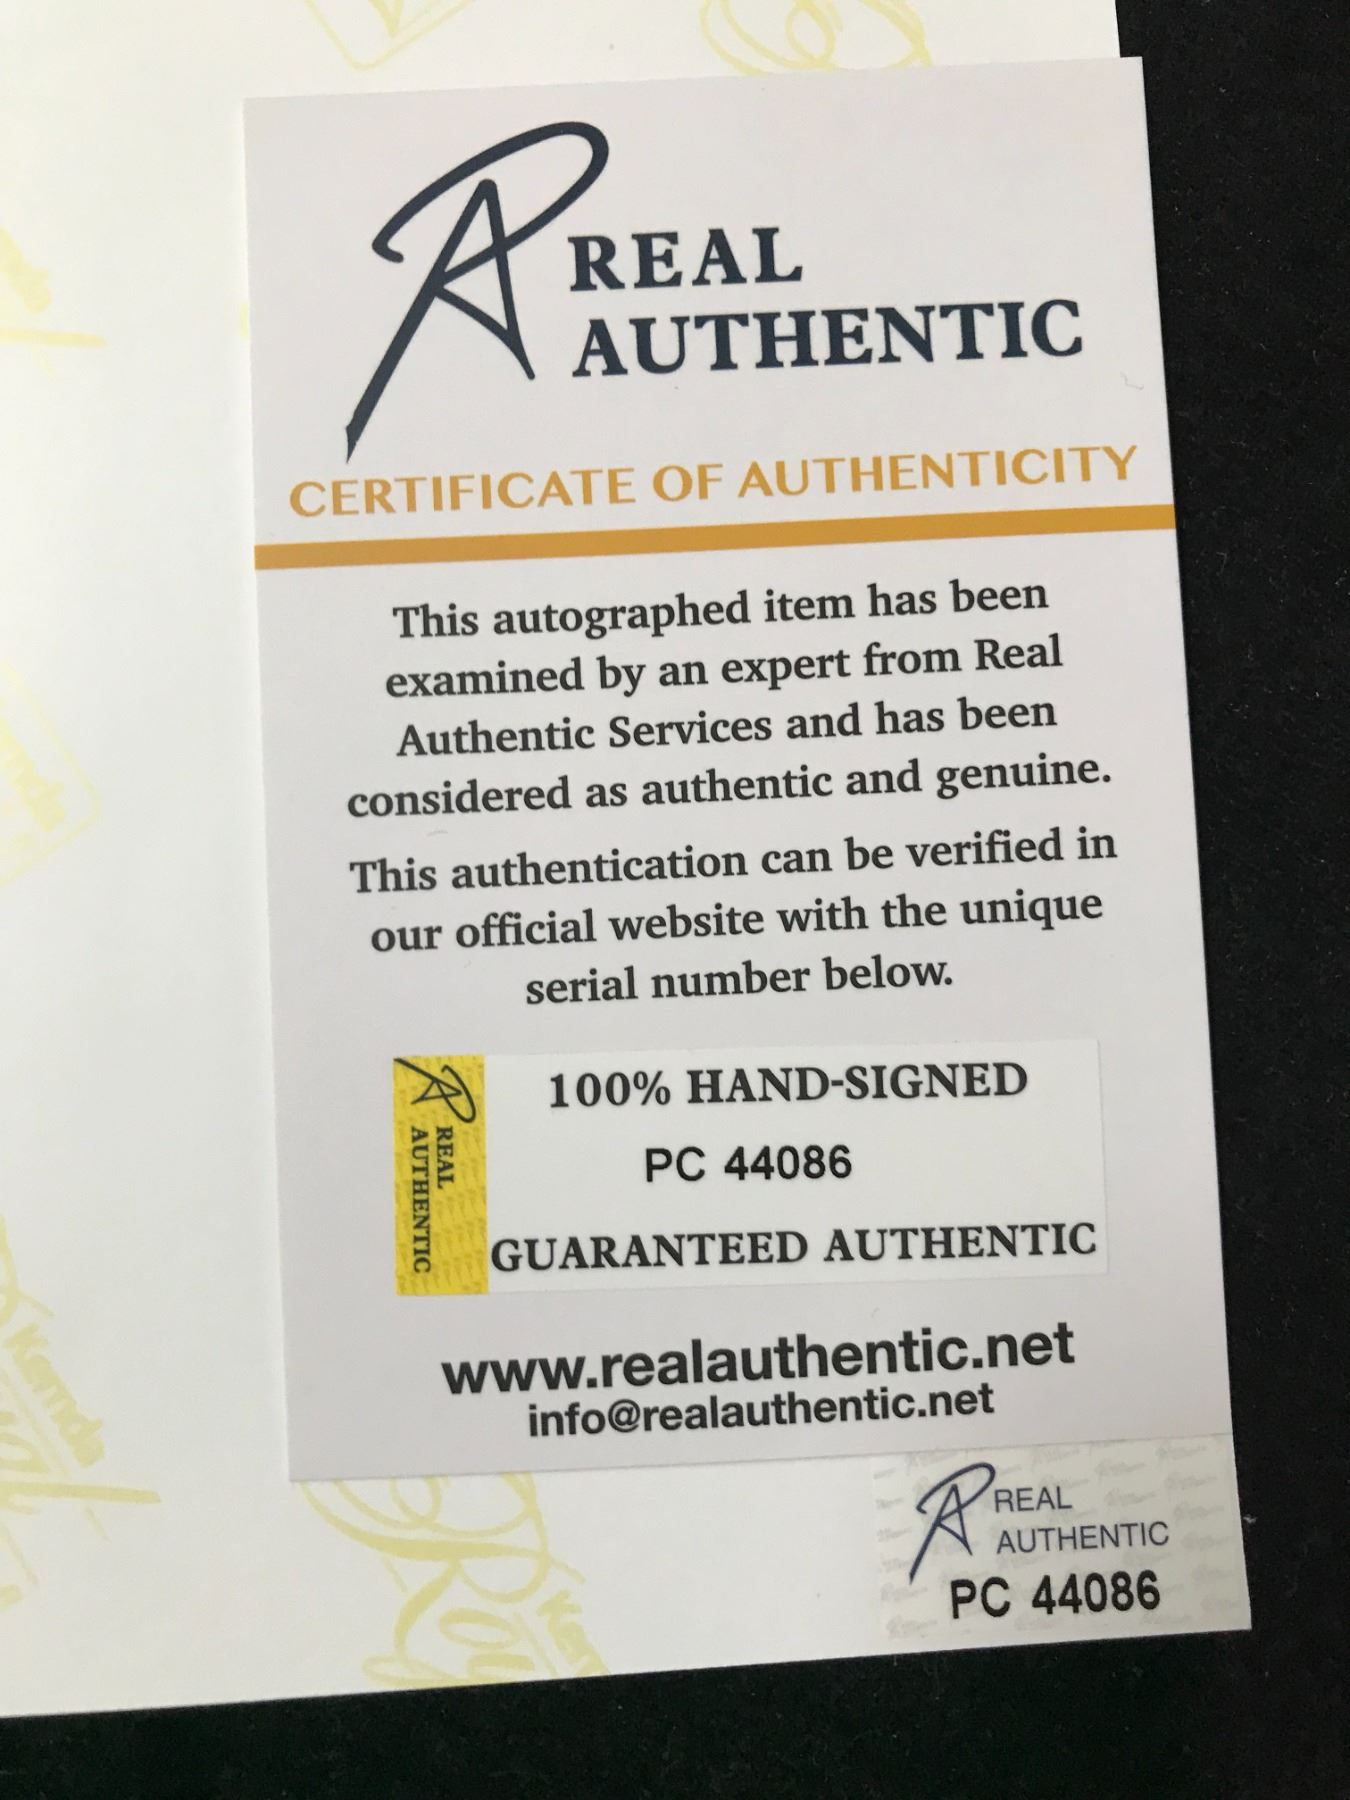 REAL
AUTHENTIC
CERTIFICATE OF AUTHENTICITY
This autographed item has been
examined by an expert from Real
Authentic Services and has been
considered as authentic and genuine.
This authentication can be verified in
our official website with the unique
serial number below.
REAL
AUTHENTIC
100% HAND-SIGNED
PC 44086
GUARANTEED AUTHENTIC
www.realauthentic.net
info@realauthentic.net
REAL
AUTHENTIC
PC 44086